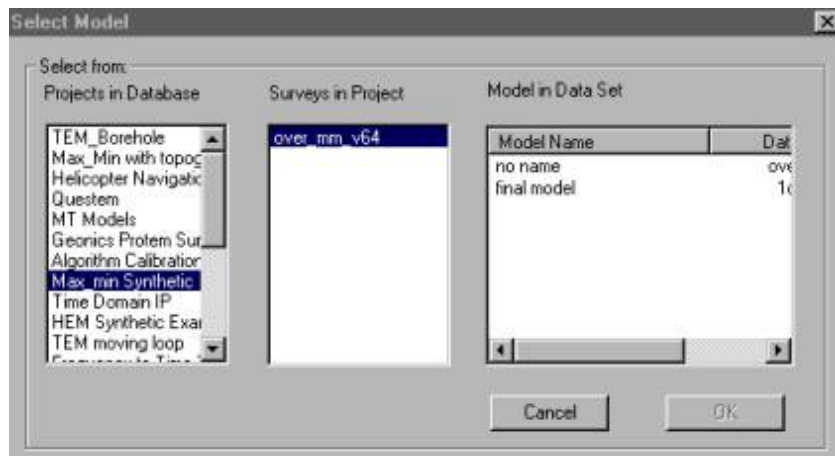 Select Model
Select from:
Projects in Database
Surveys in Project
Model in Data Set
TEM_Borehole
Max_Min with topog
Helicopter Navigatic
Questem
MT Models
Geonics Protem Sur
Algorithm Calibration
Max_min Synthetic
Time Domain IP
HEM Synthetic Exar
TEM moving loop
over_mm_v64
Model Name Dat
no name ove
final model
Cancel OK